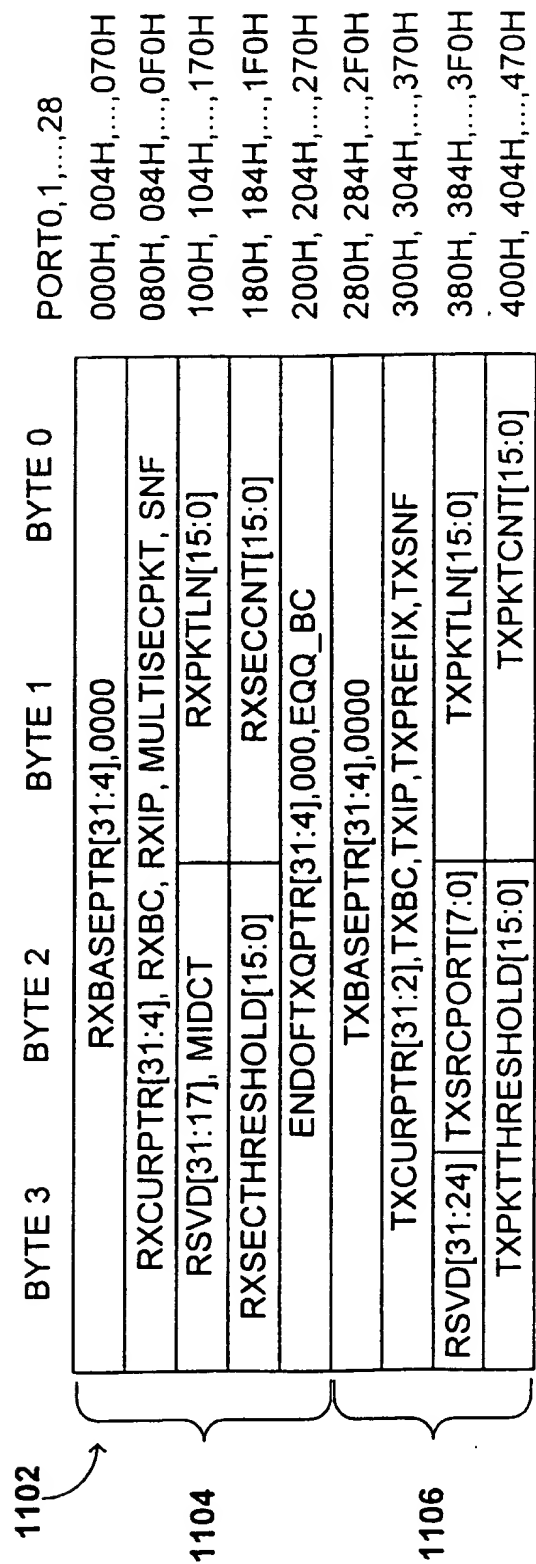 1102
BYTE 3 BYTE 2 BYTE 1 BYTE 0 PORT0,1,...,28
RXBASEPTR[31:4],0000 000H, 004H,...,070H
RXCURPTR[31:4], RXBC, RXIP, MULTISECPKT, SNF 080H, 084H,...,0F0H
RSVD[31:17], MIDCT RXPKTLN[15:0] 100H, 104H,...,170H
1104 RXSECTHRESHOLD[15:0] RXSECCNT[15:0] 180H, 184H,...,1F0H
ENDOFTXQPTR[31:4],000,EQQ_BC 200H, 204H,...,270H
TXBASEPTR[31:4],0000 280H, 284H,...,2F0H
TXCURPTR[31:2],TXBC,TXIP,TXPREFIX,TXSNF 300H, 304H,...,370H
1106 RSVD[31:24] TXSRCPORT[7:0] TXPKTLN[15:0] 380H, 384H,...,3F0H
TXPKTTHRESHOLD[15:0] TXPKTCNT[15:0] 400H, 404H,...,470H